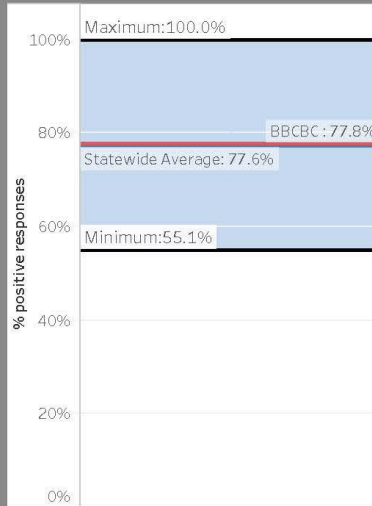 Maximum:100.0%
100%
BBCBC : 77.8%
80%
Statewide Average: 77.6%
60%
Minimum:55.1%
% positive responses
40%
20%
0%